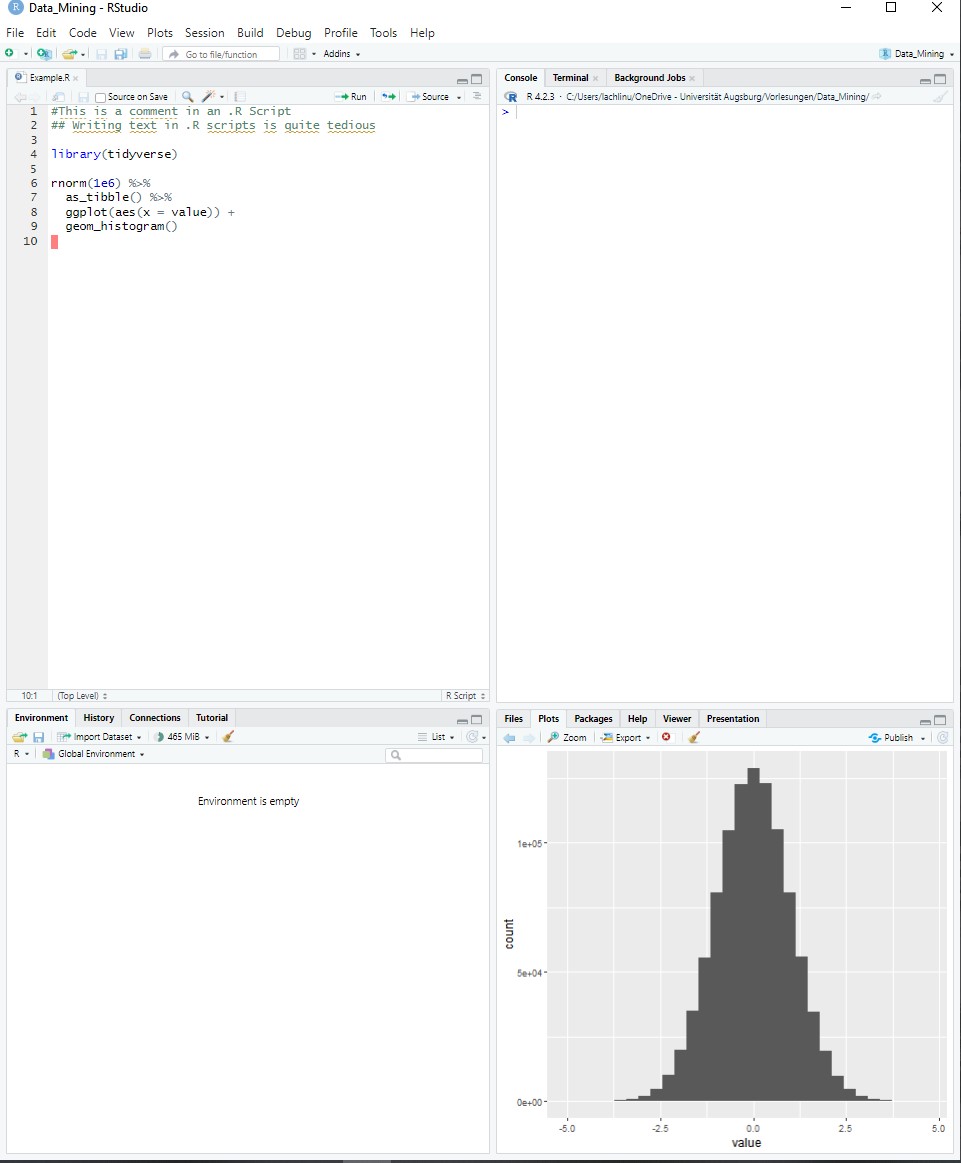 Data_Mining - RStudio
File Edit Code View Plots Session Build Debug Profile Tools Help
Go to file/function Addins Data_Mining
Example.R
Source on Save Run Source
1 #This is a comment in an .R Script
2 ## Writing text in .R scripts is quite tedious
3
4 library(tidyverse)
5
6 rnorm(1e6) %>%
7 as_tibble() %>%
8 ggplot(aes(x = value)) +
9 geom_histogram()
10
10:1 (Top Level) R Script
Console Terminal Background Jobs
R R 4.2.3 · C:/Users/lachlinu/OneDrive - Universität Augsburg/Vorlesungen/Data_Mining/
>
Environment History Connections Tutorial
Import Dataset 465 MiB List
R Global Environment
Environment is empty
Files Plots Packages Help Viewer Presentation
Zoom Export Publish
1e+05
5e+04
0e+00
count
-5.0 -2.5 0.0 2.5 5.0
value